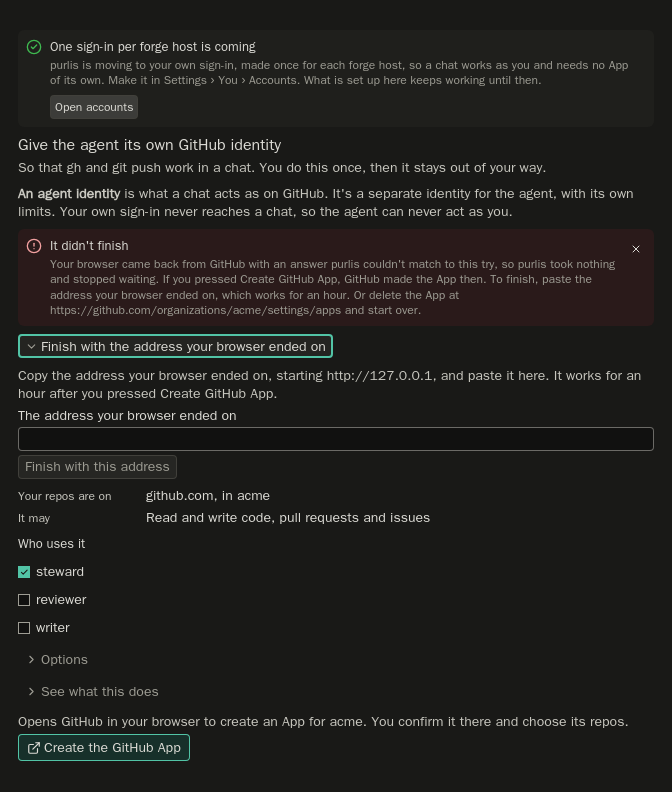 One sign-in per forge host is coming
purlis is moving to your own sign-in, made once for each forge host, so a chat works as you and needs no App
of its own. Make it in Settings › You › Accounts. What is set up here keeps working until then.
Open accounts
Give the agent its own GitHub identity
So that gh and git push work in a chat. You do this once, then it stays out of your way.
An agent identity is what a chat acts as on GitHub. It's a separate identity for the agent, with its own
limits. Your own sign-in never reaches a chat, so the agent can never act as you.
It didn't finish
Your browser came back from GitHub with an answer purlis couldn't match to this try, so purlis took nothing
and stopped waiting. If you pressed Create GitHub App, GitHub made the App then. To finish, paste the
address your browser ended on, which works for an hour. Or delete the App at
https://github.com/organizations/acme/settings/apps and start over.
Finish with the address your browser ended on
Copy the address your browser ended on, starting http://127.0.0.1, and paste it here. It works for an
hour after you pressed Create GitHub App.
The address your browser ended on
Finish with this address
Your repos are on github.com, in acme
It may Read and write code, pull requests and issues
Who uses it
steward
reviewer
writer
Options
See what this does
Opens GitHub in your browser to create an App for acme. You confirm it there and choose its repos.
Create the GitHub App